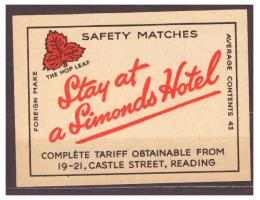 SAFETY MATCHES
THE HOP LEAF
FOREIGN MAKE
Stay at
a Simonds Hotel
AVERAGE CONTENTS 43
COMPLETE TARIFF OBTAINABLE FROM
19-21, CASTLE STREET, READING